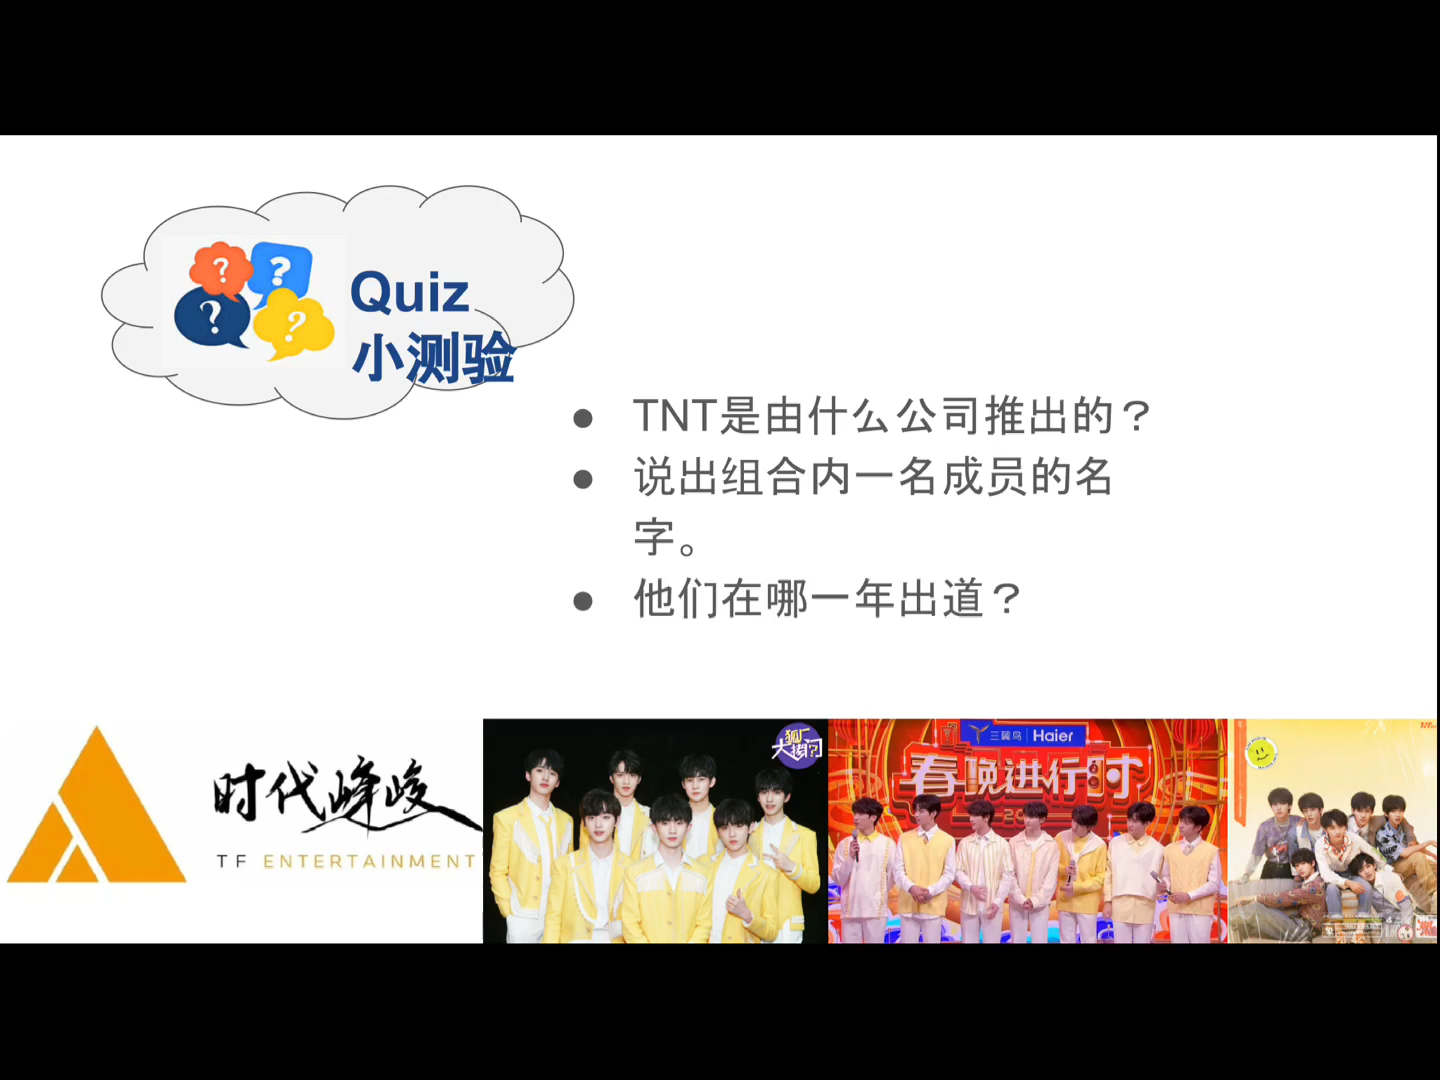 Quiz
小测验
● TNT是由什么公司推出的？
● 说出组合内一名成员的名
字。
● 他们在哪一年出道？
时代峰峻
TF ENTERTAINMENT
狐厂
大提问
三翼鸟 Haier
春晚进行时